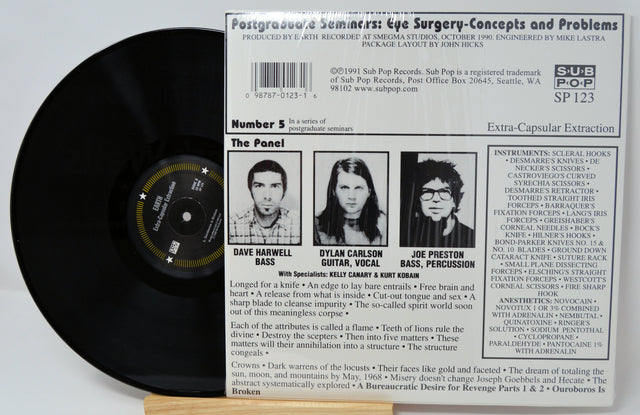 Postgraduate Seminars: Eye Surgery-Concepts and Problems
PRODUCED BY EARTH RECORDED AT SMEGMA STUDIOS, OCTOBER 1990. ENGINEERED BY MIKE LASTRA
PACKAGE LAYOUT BY JOHN HICKS
0 98787-0123-1 6
©℗1991 Sub Pop Records. Sub Pop is a registered trademark
of Sub Pop Records, Post Office Box 20645, Seattle, WA
98102 www.subpop.com
SUB
POP
SP 123
Number 5 In a series of
postgraduate seminars
Extra-Capsular Extraction
The Panel
DAVE HARWELL
BASS
DYLAN CARLSON
GUITAR, VOCAL
JOE PRESTON
BASS, PERCUSSION
With Specialists: KELLY CANARY & KURT KOBAIN
Longed for a knife • An edge to lay bare entrails • Free brain and
heart • A release from what is inside • Cut-out tongue and sex • A
sharp blade to cleanse impurity • The so-called spirit world soon
out of this meaningless corpse •
Each of the attributes is called a flame • Teeth of lions rule the
divine • Destroy the scepters • Then into five matters • These
matters will their annihilation into a structure • The structure
congeals •
Crowns • Dark warrens of the locusts • Their faces like gold and faceted • The dream of totaling the
sun, moon, and mountains by May, 1968 • Misery doesn't change Joseph Goebbels and Hecate • The
abstract systematically explored • A Bureaucratic Desire for Revenge Parts 1 & 2 • Ouroboros Is
Broken
INSTRUMENTS: SCLERAL HOOKS
• DESMARRE'S KNIVES • DE
NECKER'S SCISSORS •
CASTROVIEGO'S CURVED
SYRECHIA SCISSORS •
DESMARRES RETRACTOR •
TOOTHED STRAIGHT IRIS
FORCEPS • BARRAQUER'S
FIXATION FORCEPS • LANG'S IRIS
FORCEPS • GREISHABER'S
CORNEAL NEEDLES • BOCK'S
KNIFE • HILNER'S HOOKS •
BOND-PARKER KNIVES NO. 15 &
NO. 10 BLADES • GROUND DOWN
CATARACT KNIFE • SUTURE RACK
• SMALL PLANE DISSECTING
FORCEPS • ELSCHING'S STRAIGHT
FIXATION FORCEPS • WESTCOTT'S
CORNEAL SCISSORS • FIRE SHARP
HOOK
ANESTHETICS: NOVOCAIN •
NOVOTUX 1 OR 3% COMBINED
WITH ADRENALIN • NEMBUTAL •
QUINATOXINE • RINGER'S
SOLUTION • SODIUM PENTOTHAL
• CYCLOPROPANE •
PARALDEHYDE • PANTOCAINE 1%
WITH ADRENALIN
EARTH
Extra-Capsular Extraction